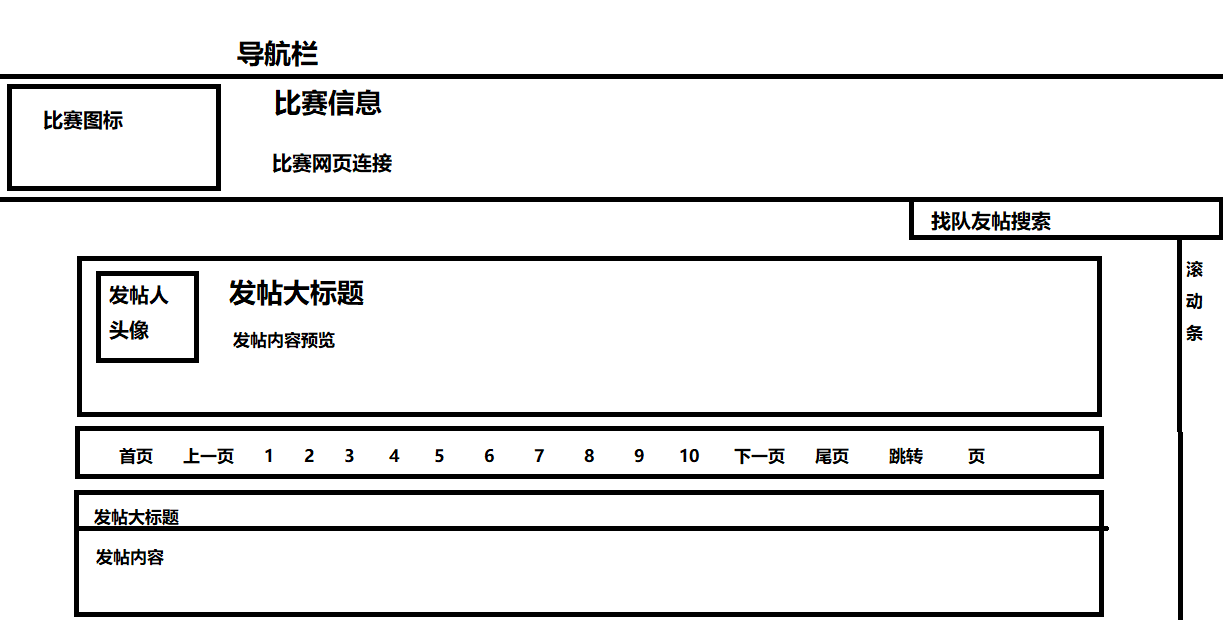 导航栏
比赛图标
比赛信息
比赛网页连接
找队友帖搜索
滚
动
条
发帖人
头像
发帖大标题
发帖内容预览
首页 上一页 1 2 3 4 5 6 7 8 9 10 下一页 尾页 跳转 页
发帖大标题
发帖内容